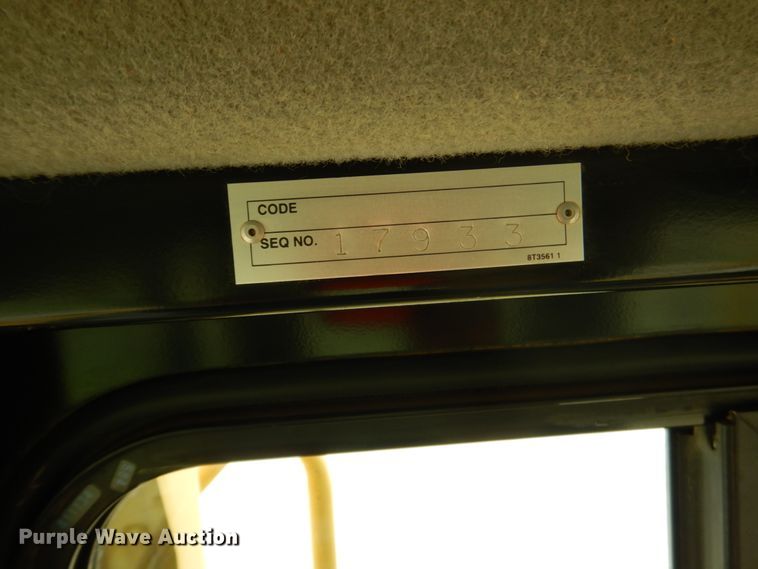 CODE
SEQ NO. 17933
8T3561 1
Purple Wave Auction